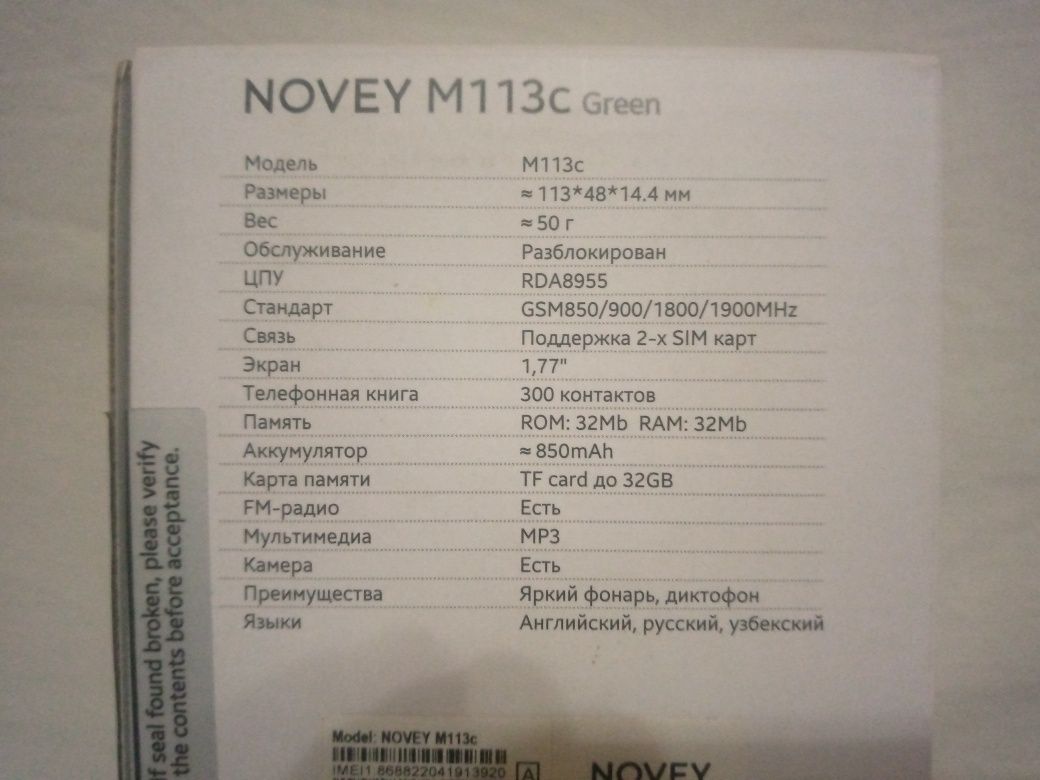 NOVEY M113c Green
Модель M113c
Размеры ≈ 113*48*14.4 мм
Вес ≈ 50 г
Обслуживание Разблокирован
ЦПУ RDA8955
Стандарт GSM850/900/1800/1900MHz
Связь Поддержка 2-х SIM карт
Экран 1,77"
Телефонная книга 300 контактов
Память ROM: 32Mb RAM: 32Mb
Аккумулятор ≈ 850mAh
Карта памяти TF card до 32GB
FM-радио Есть
Мультимедиа MP3
Камера Есть
Преимущества Яркий фонарь, диктофон
Языки Английский, русский, узбекский
If seal found broken, please verify
the contents before acceptance.
Model: NOVEY M113c
IMEI1 868822041913920
A
NOVEY